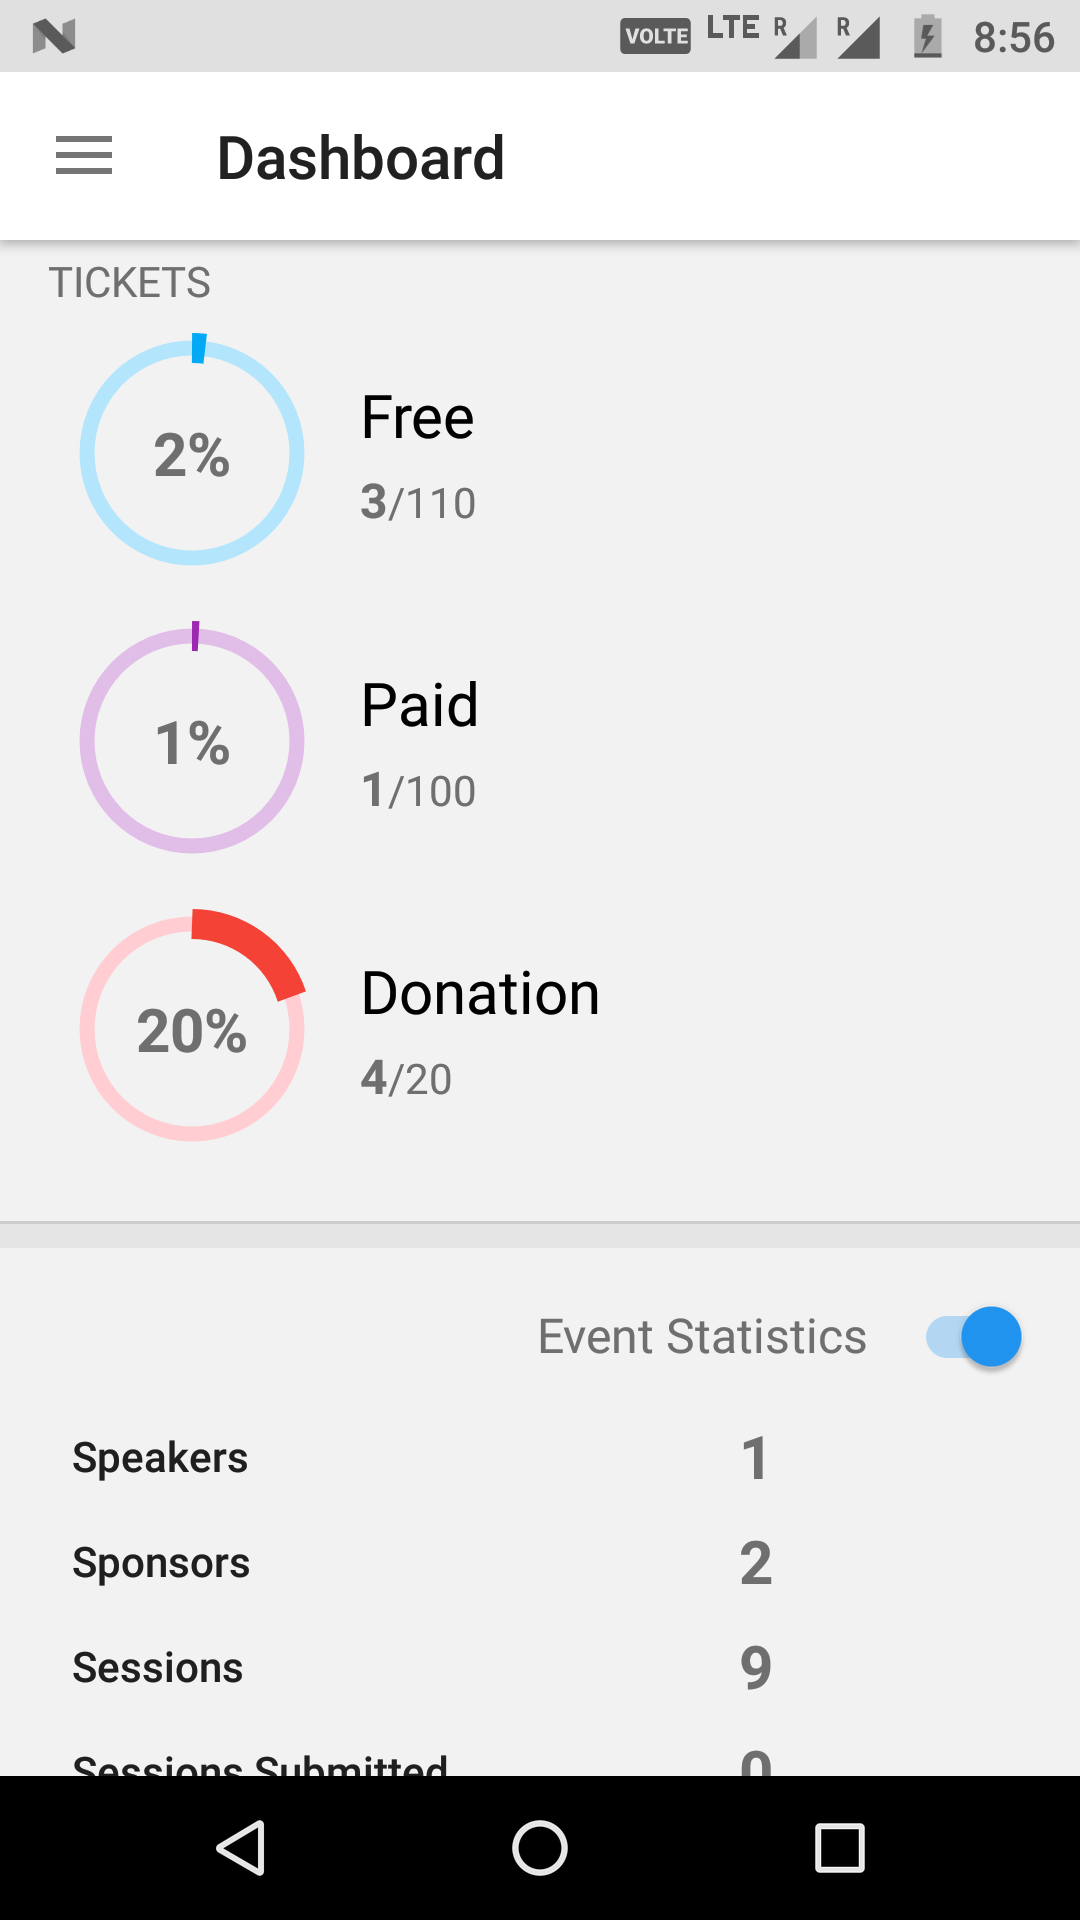 VOLTE LTE R R 8:56
Dashboard
TICKETS
2%
Free
3/110
1%
Paid
1/100
20%
Donation
4/20
Event Statistics
Speakers 1
Sponsors 2
Sessions 9
Sessions Submitted 0